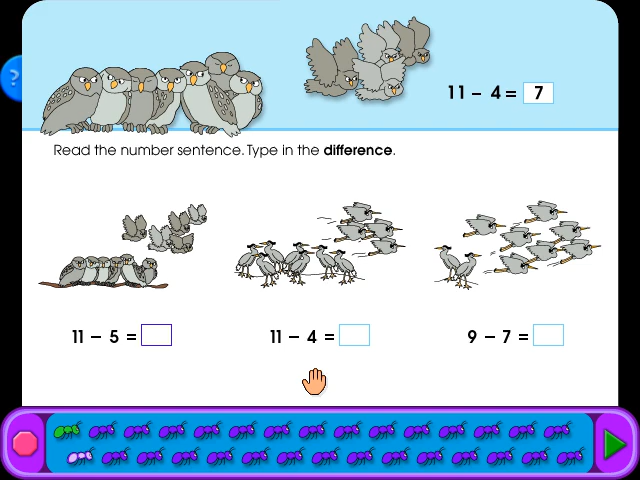 ?
11 – 4 = 7
Read the number sentence. Type in the difference.
11 – 5 =
11 – 4 =
9 – 7 =